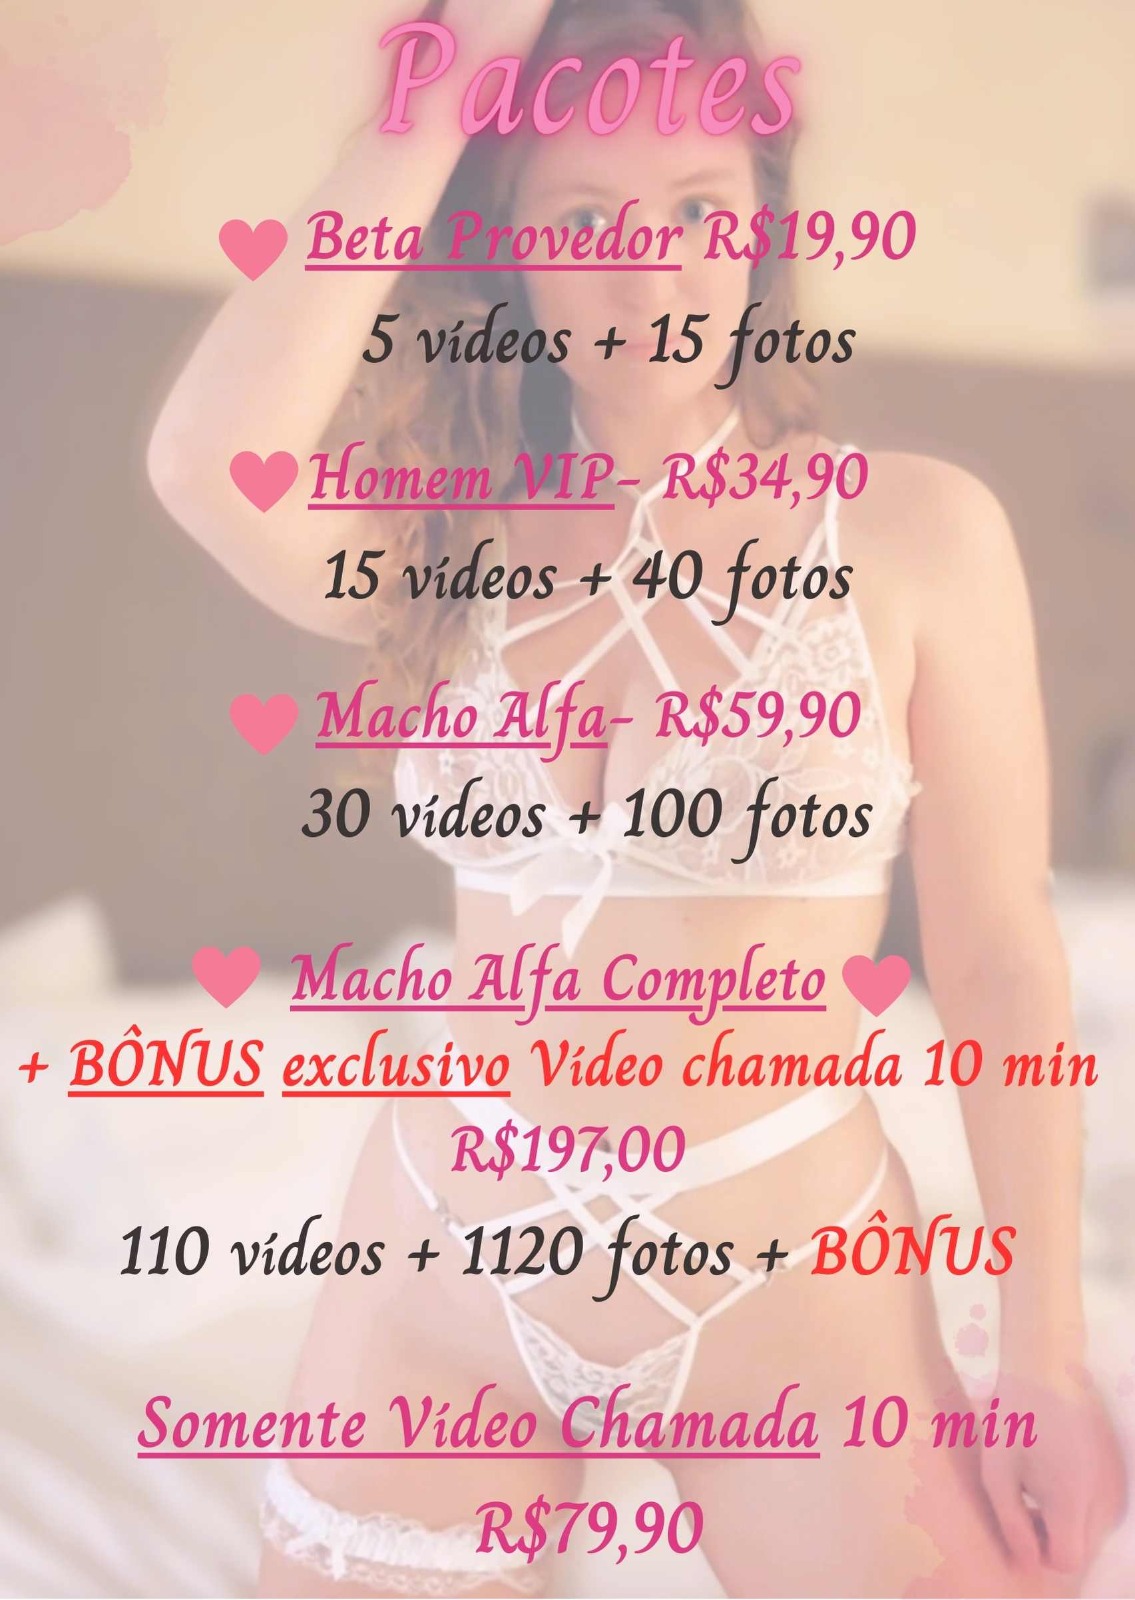 Pacotes
Beta Provedor R$19,90
5 vídeos + 15 fotos
Homem VIP- R$34,90
15 vídeos + 40 fotos
Macho Alfa- R$59,90
30 vídeos + 100 fotos
Macho Alfa Completo
+ BÔNUS exclusivo Vídeo chamada 10 min
R$197,00
110 vídeos + 1120 fotos + BÔNUS
Somente Vídeo Chamada 10 min
R$79,90